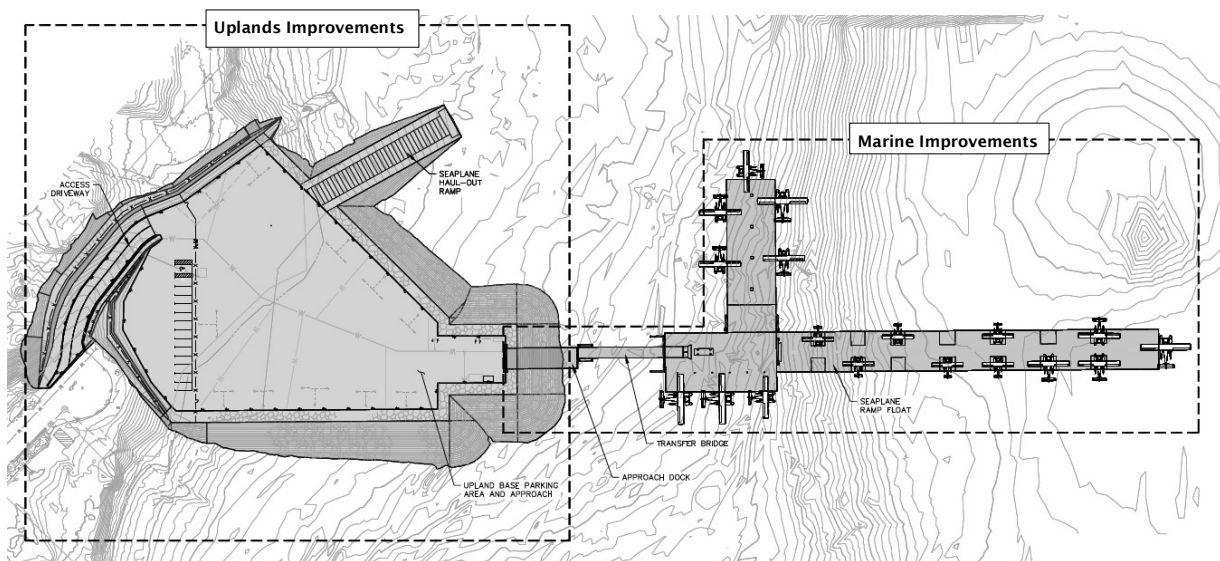 Uplands Improvements
Marine Improvements
ACCESS
DRIVEWAY
SEAPLANE
HAUL-OUT
RAMP
SEAPLANE
RAMP FLOAT
TRANSFER BRIDGE
APPROACH DOCK
UPLAND BASE PARKING
AREA AND APPROACH